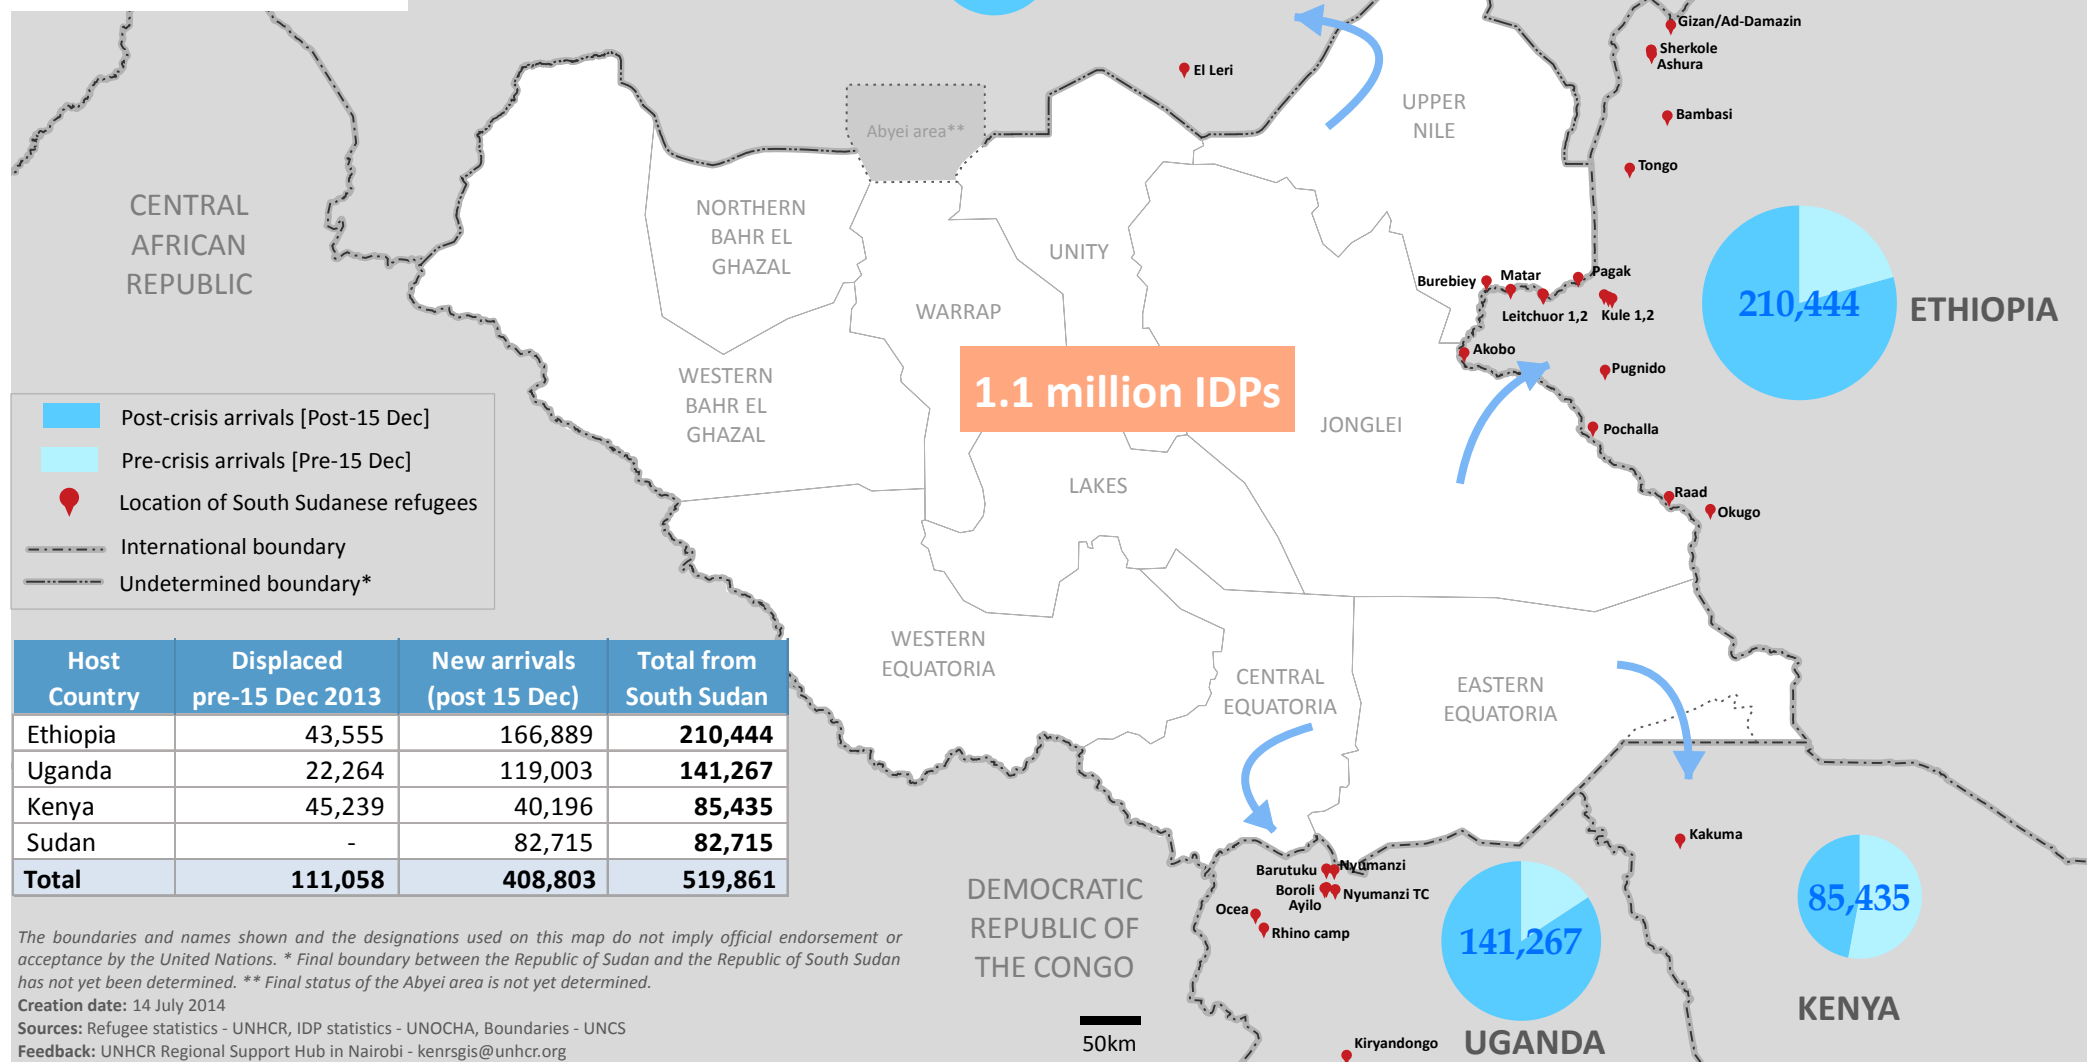 Gizan/Ad-Damazin
Sherkole
Ashura
El Leri
Bambasi
Tongo
UPPER
NILE
Abyei area**
CENTRAL
AFRICAN
REPUBLIC
NORTHERN
BAHR EL
GHAZAL
UNITY
WARRAP
Burebiey
Matar
Pagak
Leitchuor 1,2
Kule 1,2
210,444
ETHIOPIA
Akobo
Pugnido
WESTERN
BAHR EL
GHAZAL
1.1 million IDPs
JONGLEI
Pochalla
LAKES
Raad
Okugo
Post-crisis arrivals [Post-15 Dec]
Pre-crisis arrivals [Pre-15 Dec]
Location of South Sudanese refugees
International boundary
Undetermined boundary*
WESTERN
EQUATORIA
CENTRAL
EQUATORIA
EASTERN
EQUATORIA
Host Country | Displaced pre-15 Dec 2013 | New arrivals (post 15 Dec) | Total from South Sudan
Ethiopia 43,555 166,889 210,444
Uganda 22,264 119,003 141,267
Kenya 45,239 40,196 85,435
Sudan - 82,715 82,715
Total 111,058 408,803 519,861
Kakuma
Barutuku
Nyumanzi
Boroli
Ayilo
Nyumanzi TC
Ocea
Rhino camp
DEMOCRATIC
REPUBLIC OF
THE CONGO
141,267
UGANDA
85,435
KENYA
Kiryandongo
50km
The boundaries and names shown and the designations used on this map do not imply official endorsement or
acceptance by the United Nations. * Final boundary between the Republic of Sudan and the Republic of South Sudan
has not yet been determined. ** Final status of the Abyei area is not yet determined.
Creation date: 14 July 2014
Sources: Refugee statistics - UNHCR, IDP statistics - UNOCHA, Boundaries - UNCS
Feedback: UNHCR Regional Support Hub in Nairobi - kenrsgis@unhcr.org